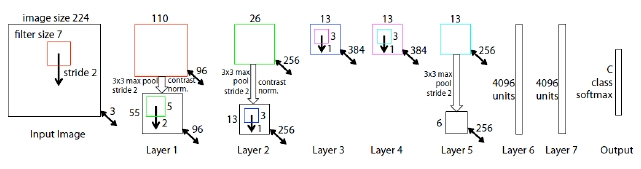 image size 224
filter size 7
stride 2
3
Input Image
110
96
3x3 max
pool
stride 2
contrast
norm.
55
5
2
96
Layer 1
26
256
3x3 max
pool
stride 2
contrast
norm.
13
3
1
256
Layer 2
13
3
1
384
Layer 3
13
3
1
384
Layer 4
13
256
3x3 max
pool
stride 2
6
256
Layer 5
4096
units
Layer 6
4096
units
Layer 7
C
class
softmax
Output